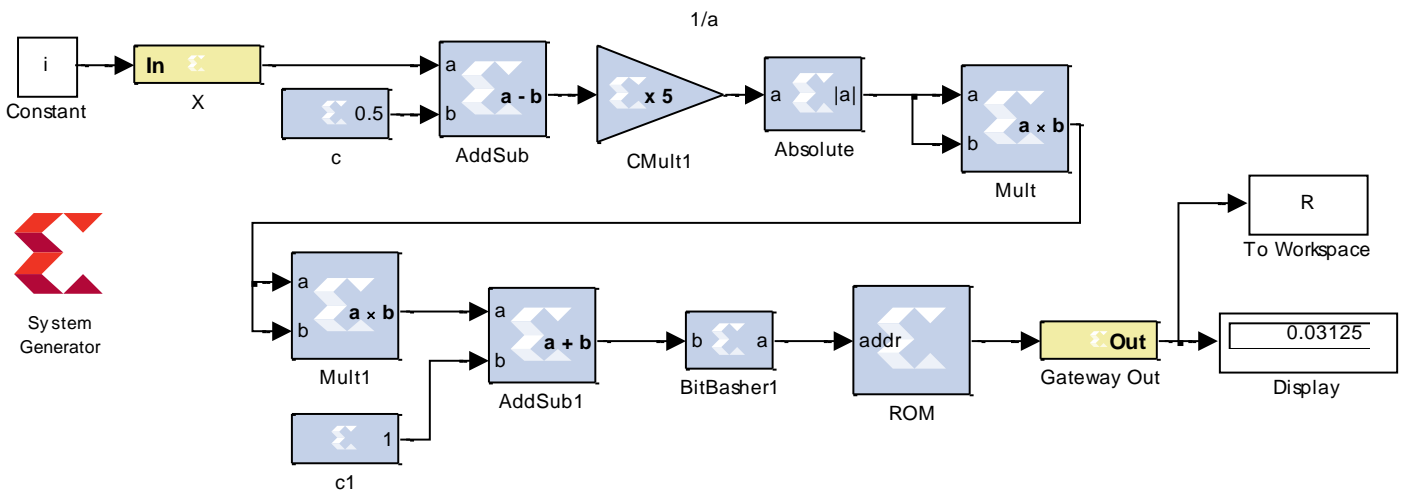 1/a
i
Constant
In
X
0.5
c
a
b
a - b
AddSub
x 5
CMult1
a
|a|
Absolute
a
b
a × b
Mult
System
Generator
a
b
a × b
Mult1
1
c1
a
b
a + b
AddSub1
b
a
BitBasher1
addr
ROM
Out
Gateway Out
R
To Workspace
0.03125
Display